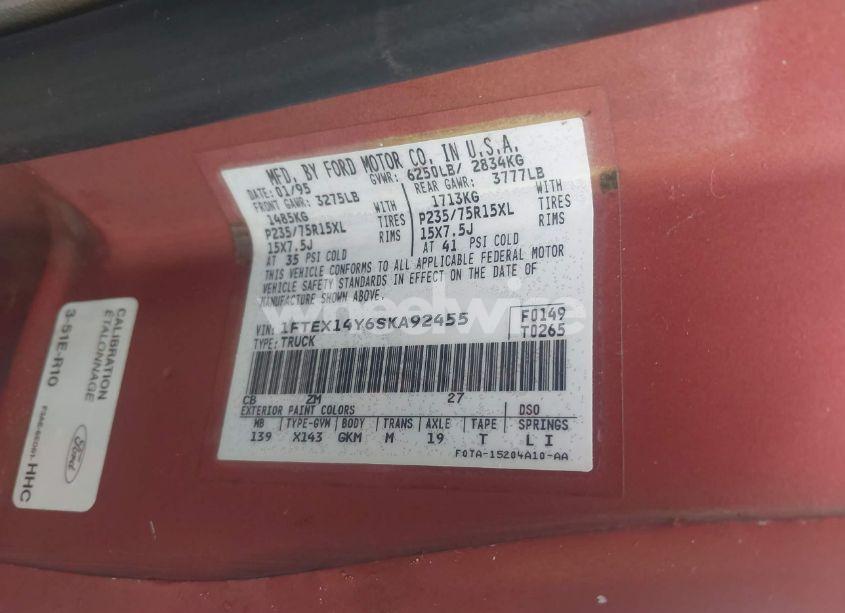 MFD. BY FORD MOTOR CO. IN U.S.A.
DATE: 01/95 GVWR: 6250LB/ 2834KG
FRONT GAWR: 3275LB REAR GAWR: 3777LB
1485KG WITH 1713KG WITH
P235/75R15XL TIRES P235/75R15XL TIRES
15X7.5J RIMS 15X7.5J RIMS
AT 35 PSI COLD AT 41 PSI COLD
THIS VEHICLE CONFORMS TO ALL APPLICABLE FEDERAL MOTOR
VEHICLE SAFETY STANDARDS IN EFFECT ON THE DATE OF
MANUFACTURE SHOWN ABOVE.
VIN: 1FTEX14Y6SKA92455 F0149
TYPE: TRUCK T0265
CB ZM 27
EXTERIOR PAINT COLORS DSO
WB TYPE-GVW BODY TRANS AXLE TAPE SPRINGS
139 X143 GKM M 19 T L I
F0TA-15204A10-AA
CALIBRATION
ETALONNAGE
3-51E-R10
Ford
HHC
wheelwire